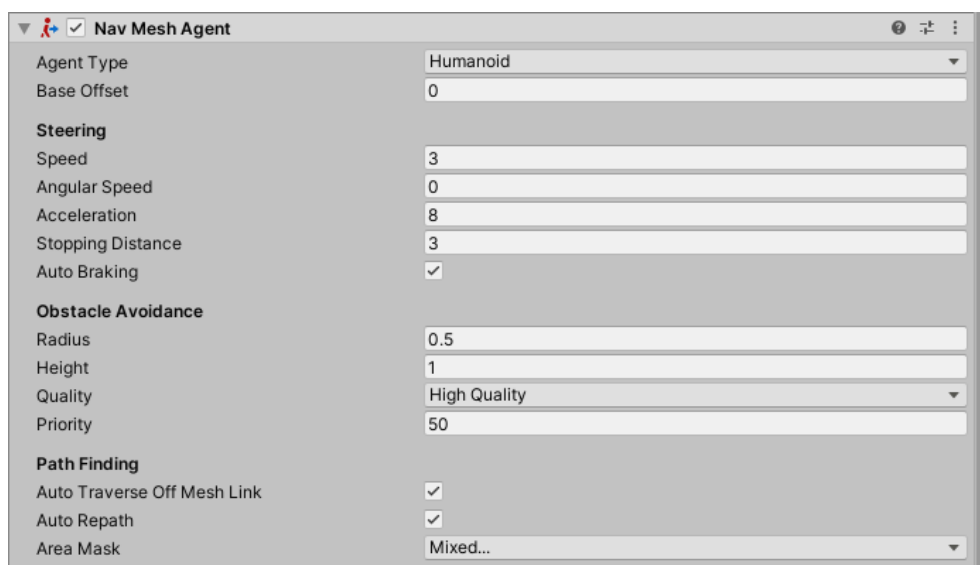 Nav Mesh Agent
Agent Type Humanoid
Base Offset 0
Steering
Speed 3
Angular Speed 0
Acceleration 8
Stopping Distance 3
Auto Braking
Obstacle Avoidance
Radius 0.5
Height 1
Quality High Quality
Priority 50
Path Finding
Auto Traverse Off Mesh Link
Auto Repath
Area Mask Mixed...